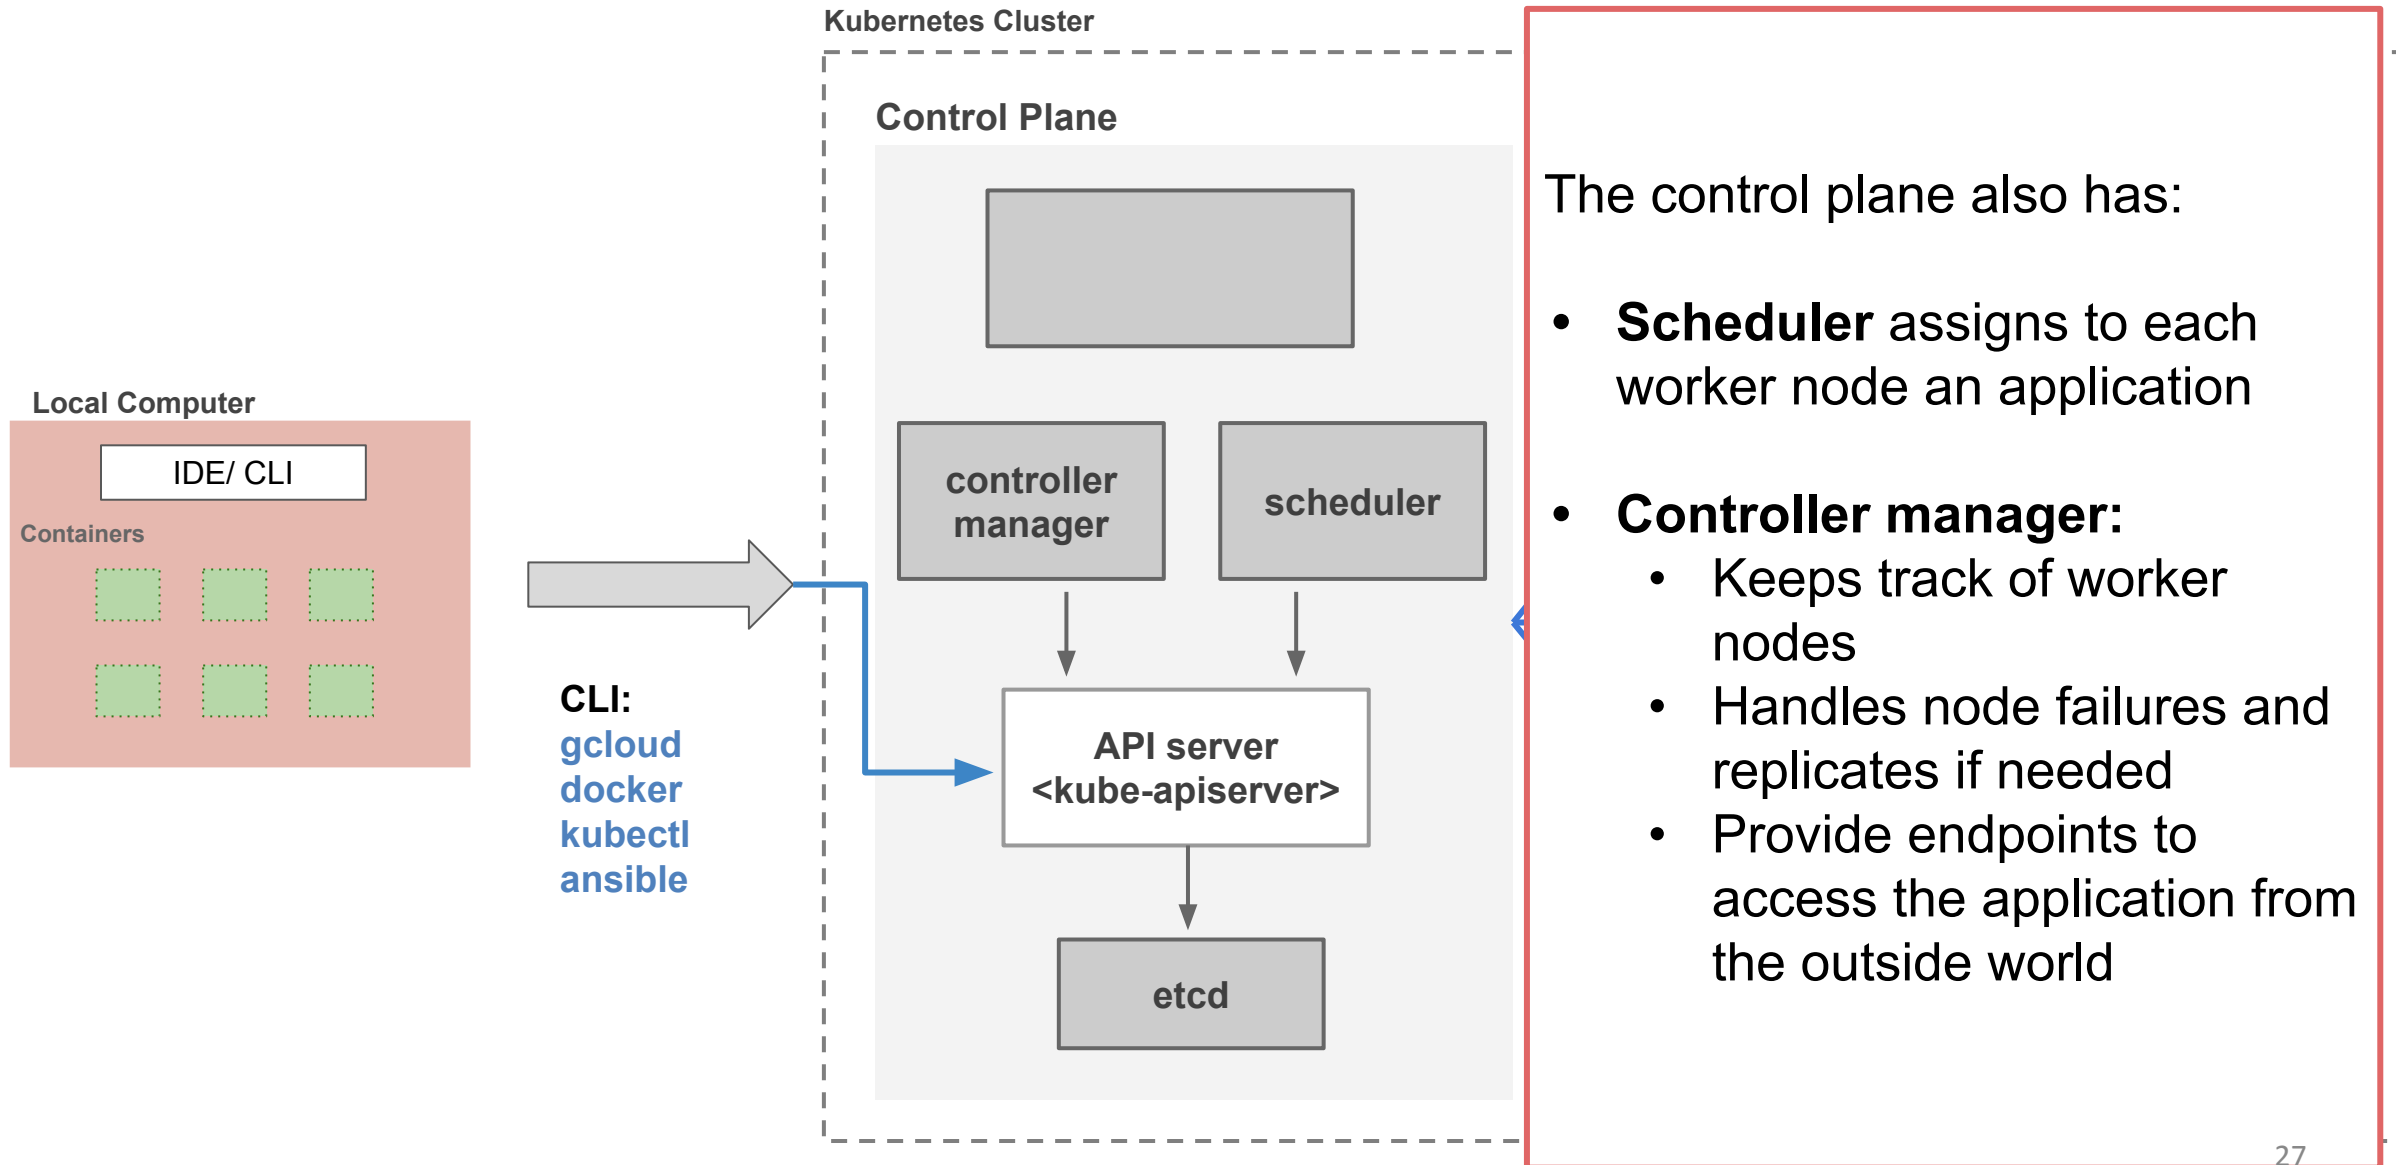 Kubernetes Cluster
Control Plane
Local Computer
IDE/ CLI
Containers
CLI:
gcloud
docker
kubectl
ansible
controller
manager
scheduler
API server
<kube-apiserver>
etcd
The control plane also has:
• Scheduler assigns to each
worker node an application
• Controller manager:
• Keeps track of worker
nodes
• Handles node failures and
replicates if needed
• Provide endpoints to
access the application from
the outside world
27